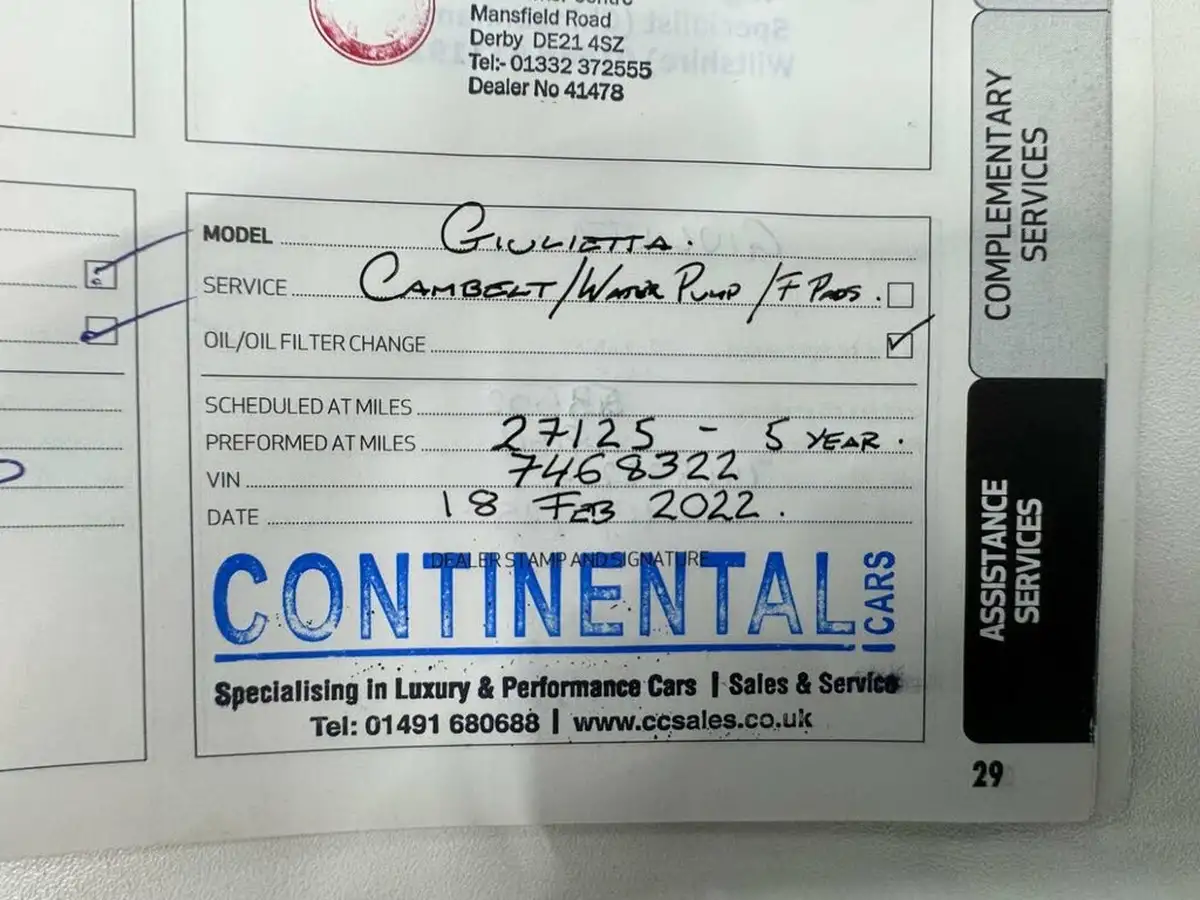 Mansfield Road
Derby DE21 4SZ
Tel:- 01332 372555
Dealer No 41478
MODEL GIULIETTA.
SERVICE CAMBELT/WATER PUMP/F PADS.
OIL/OIL FILTER CHANGE
SCHEDULED AT MILES
PREFORMED AT MILES 27125 - 5 YEAR.
VIN 7468322
DATE 18 FEB 2022.
DEALER STAMP AND SIGNATURE
CONTINENTAL CARS
Specialising in Luxury & Performance Cars | Sales & Service
Tel: 01491 680688 | www.ccsales.co.uk
COMPLEMENTARY
SERVICES
ASSISTANCE
SERVICES
29